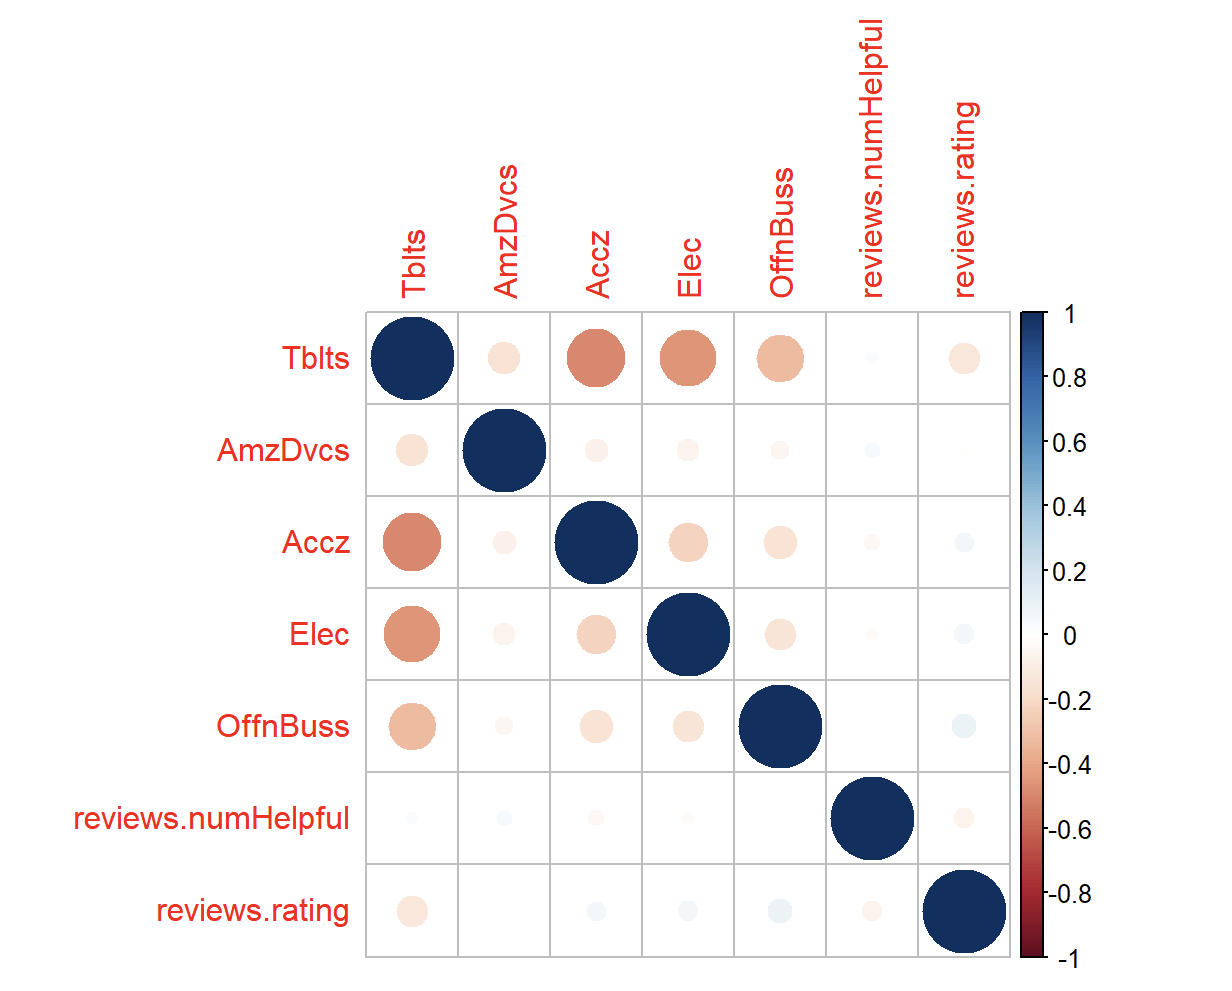 Tblts
AmzDvcs
Accz
Elec
OffnBuss
reviews.numHelpful
reviews.rating
Tblts
AmzDvcs
Accz
Elec
OffnBuss
reviews.numHelpful
reviews.rating
1
0.8
0.6
0.4
0.2
0
-0.2
-0.4
-0.6
-0.8
-1